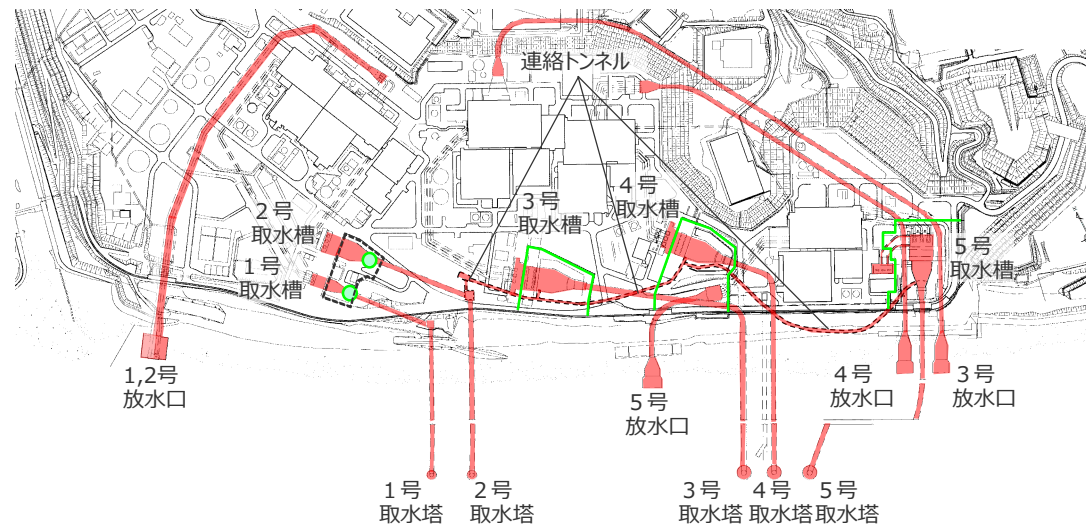 連絡トンネル
２号
取水槽
１号
取水槽
３号
取水槽
４号
取水槽
５号
取水槽
1,2号
放水口
５号
放水口
４号
放水口
３号
放水口
１号
取水塔
２号
取水塔
３号
取水塔
４号
取水塔
５号
取水塔